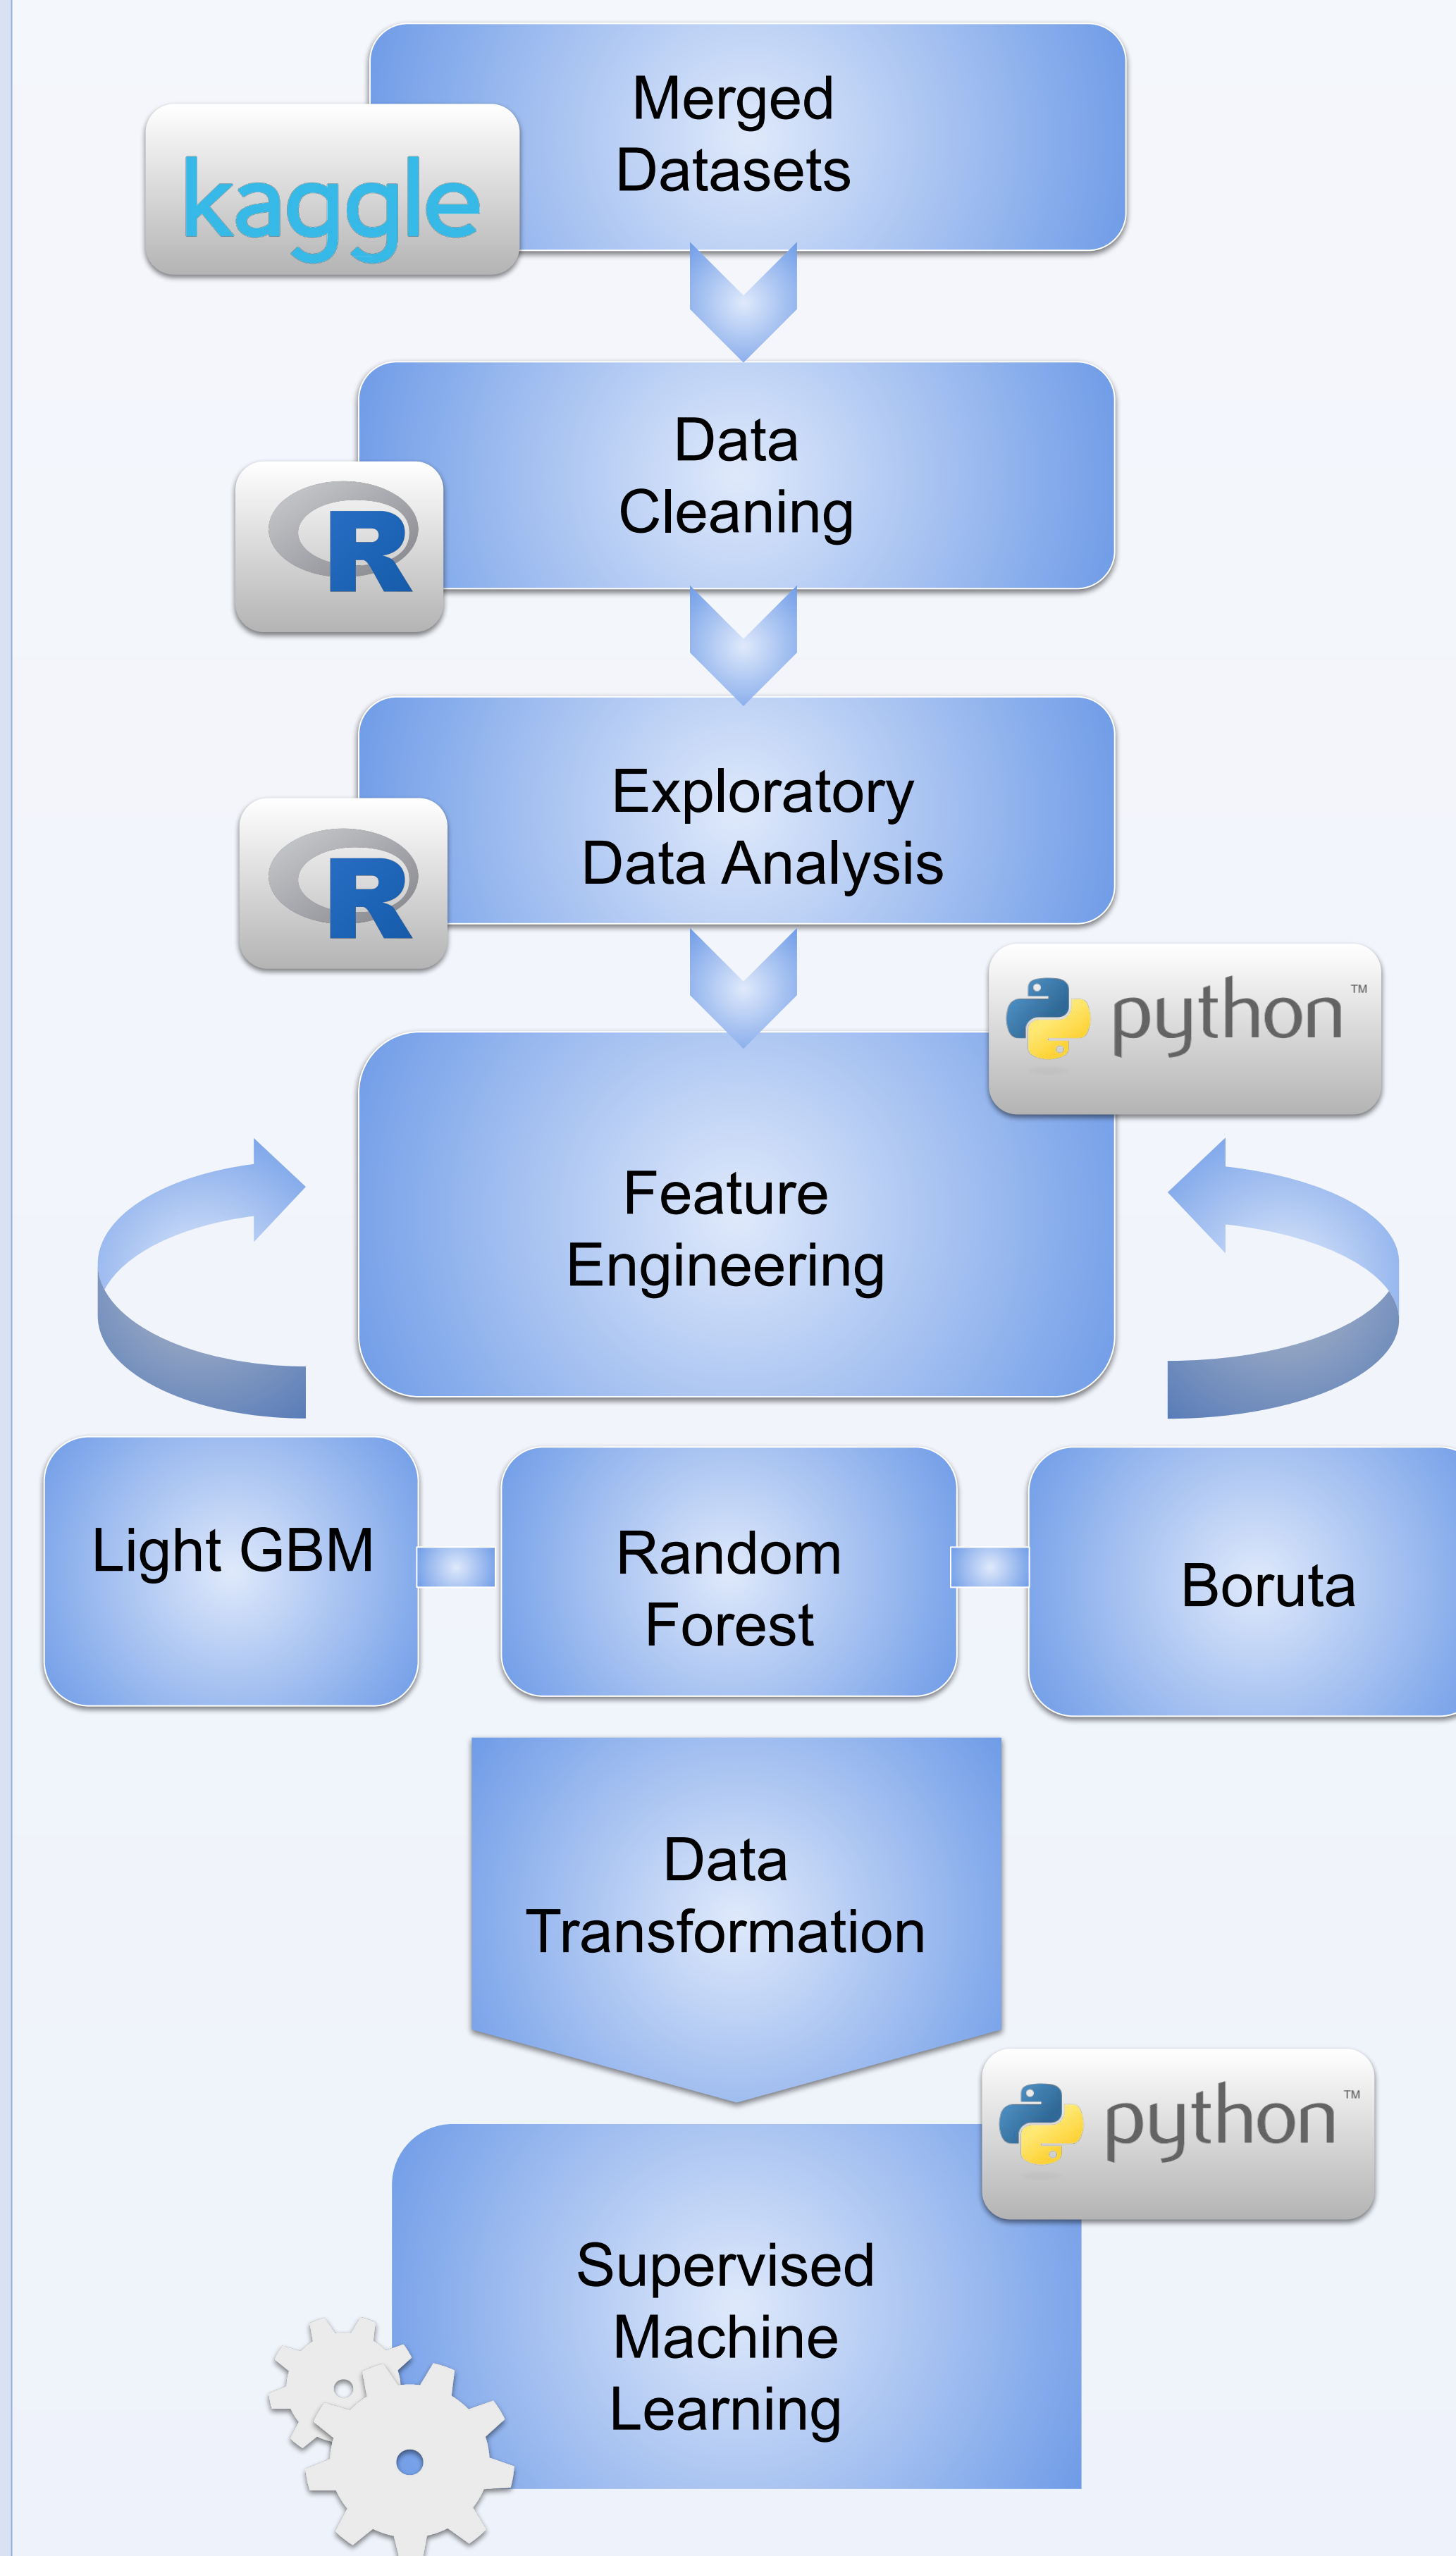 Merged
Datasets
kaggle
Data
Cleaning
R
Exploratory
Data Analysis
R
python™
Feature
Engineering
Light GBM
Random
Forest
Boruta
Data
Transformation
python™
Supervised
Machine
Learning